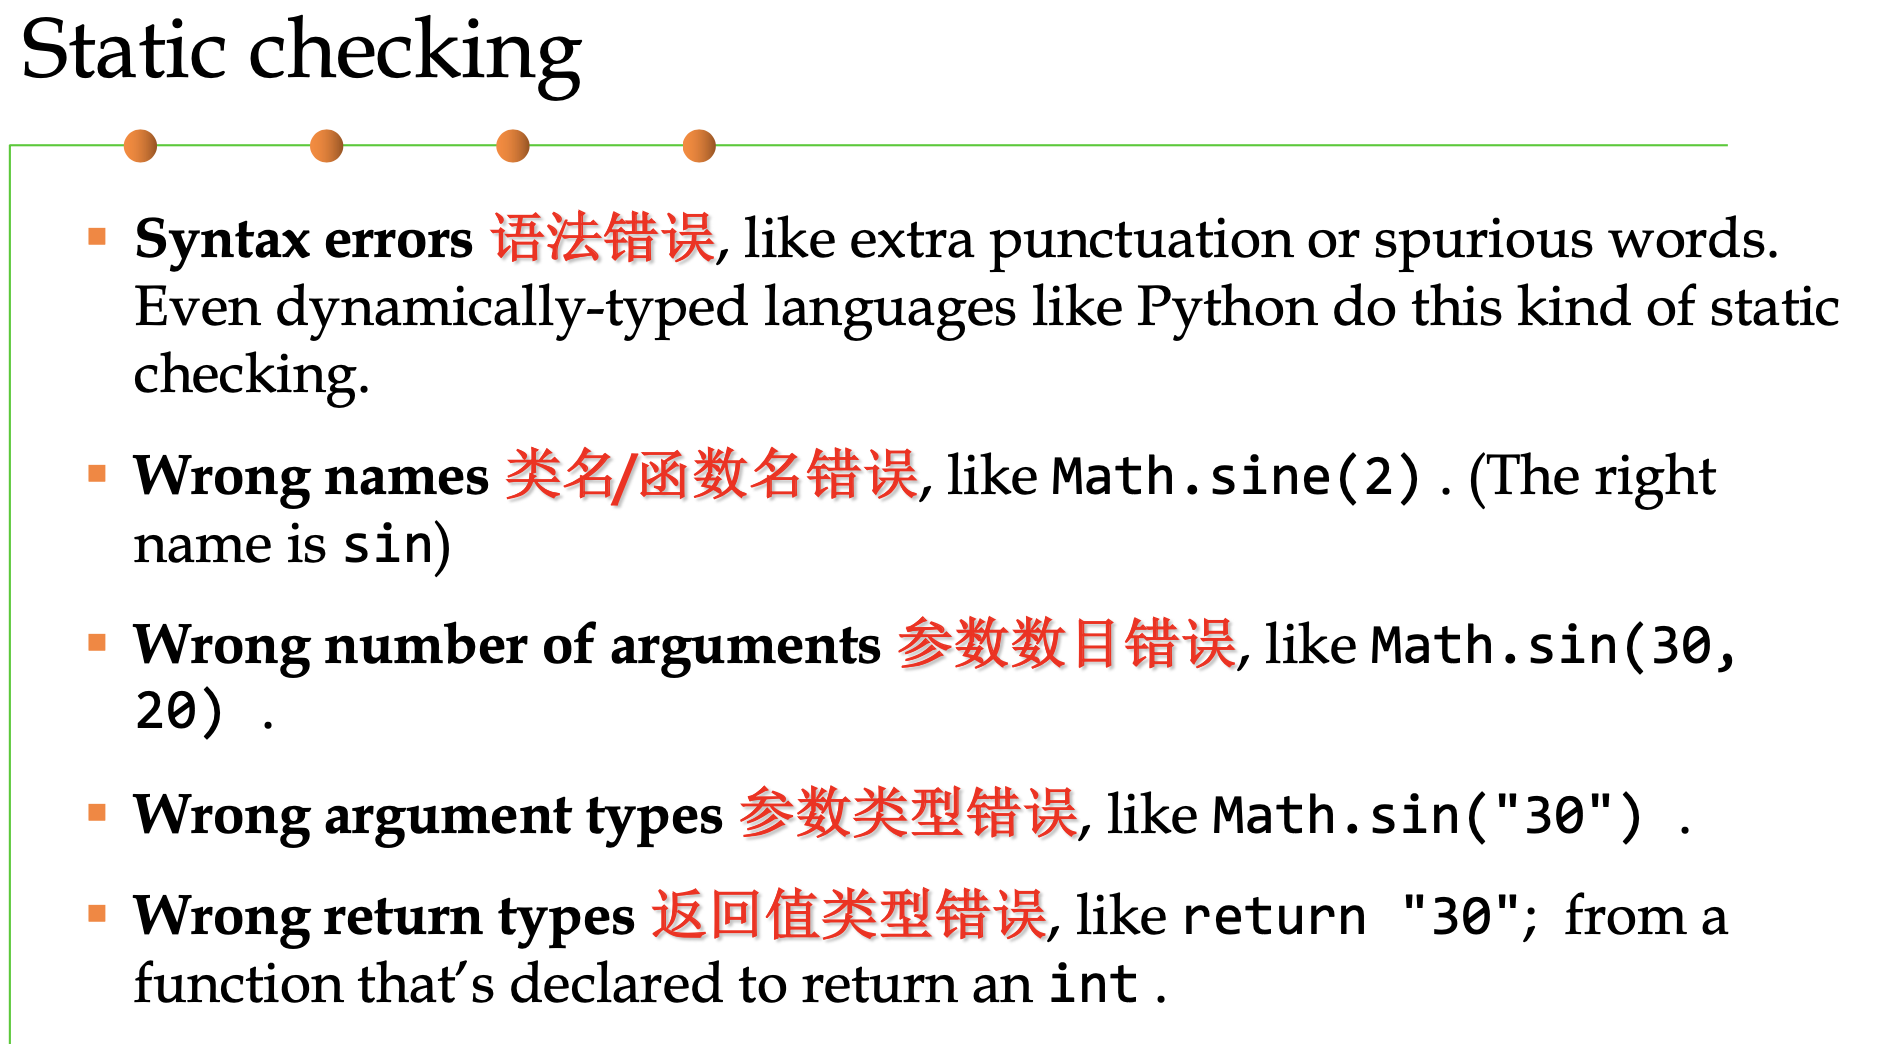 Static checking
Syntax errors 语法错误, like extra punctuation or spurious words.
Even dynamically-typed languages like Python do this kind of static
checking.
Wrong names 类名/函数名错误, like Math.sine(2) . (The right
name is sin)
Wrong number of arguments 参数数目错误, like Math.sin(30,
20) .
Wrong argument types 参数类型错误, like Math.sin("30") .
Wrong return types 返回值类型错误, like return "30"; from a
function that’s declared to return an int .